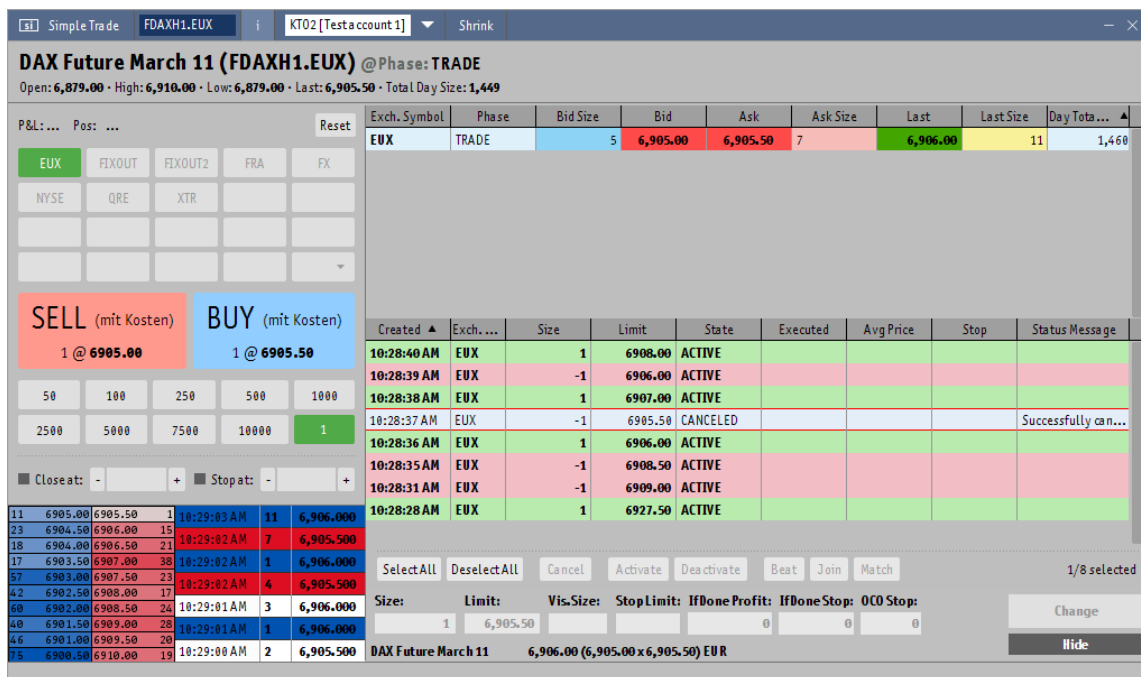 si SimpleTrade FDAXH1.EUX i KT02 [Testaccount 1] Shrink
DAX Future March 11 (FDAXH1.EUX) @Phase: TRADE
Open: 6,879.00 · High: 6,910.00 · Low: 6,879.00 · Last: 6,905.50 · Total Day Size: 1,449
P&L: ... Pos: ... Reset
EUX FIXOUT FIXOUT2 FRA FX
NYSE QRE XTR
SELL (mit Kosten) BUY (mit Kosten)
1 @ 6905.00 1 @ 6905.50
50 100 250 500 1000
2500 5000 7500 10000 1
Close at: - + Stop at: - +
11 6905.00 6905.50 1
23 6904.50 6906.00 15
18 6904.00 6906.50 21
17 6903.50 6907.00 38
57 6903.00 6907.50 23
42 6902.50 6908.00 17
60 6902.00 6908.50 24
40 6901.50 6909.00 28
46 6901.00 6909.50 20
75 6900.50 6910.00 19
10:29:03 AM 11 6,906.000
10:29:02 AM 7 6,905.500
10:29:02 AM 1 6,906.000
10:29:02 AM 4 6,905.500
10:29:01 AM 3 6,906.000
10:29:01 AM 1 6,906.000
10:29:00 AM 2 6,905.500
Exch. Symbol Phase Bid Size Bid Ask Ask Size Last Last Size Day Tota... ▲
EUX TRADE 5 6,905.00 6,905.50 7 6,906.00 11 1,460
Created ▲ Exch. ... Size Limit State Executed Avg Price Stop Status Message
10:28:40 AM EUX 1 6908.00 ACTIVE
10:28:39 AM EUX -1 6906.00 ACTIVE
10:28:38 AM EUX 1 6907.00 ACTIVE
10:28:37 AM EUX -1 6905.50 CANCELED Successfully can...
10:28:36 AM EUX 1 6906.00 ACTIVE
10:28:35 AM EUX -1 6908.50 ACTIVE
10:28:31 AM EUX -1 6909.00 ACTIVE
10:28:28 AM EUX 1 6927.50 ACTIVE
Select All Deselect All Cancel Activate Deactivate Beat Join Match 1/8 selected
Size: Limit: Vis.Size: Stop Limit: IfDone Profit: IfDone Stop: OCO Stop:
1 6,905.50 0 0 0 Change
DAX Future March 11 6,906.00 (6,905.00 x 6,905.50) EUR Hide